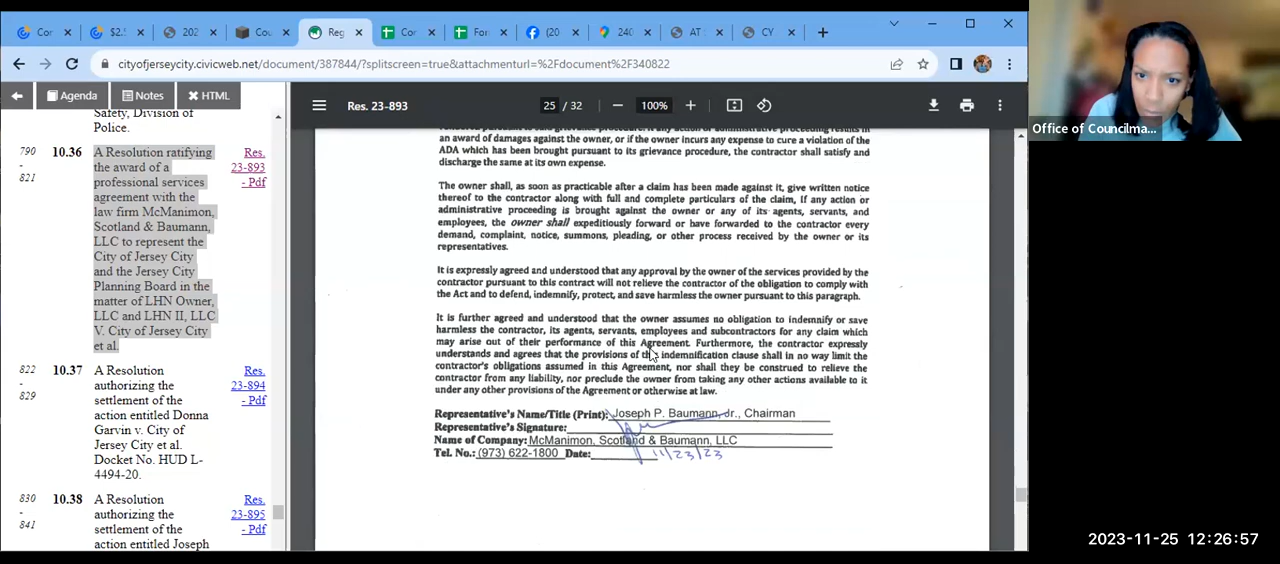 Cor
$2.!
202
Cou
Reg
Cor
For
(20
240
AT :
CY
cityofjerseycity.civicweb.net/document/387844/?splitscreen=true&attachmenturl=%2Fdocument%2F340822
Agenda
Notes
HTML
Safety, Division of
Police.
790
-
821
10.36
A Resolution ratifying
the award of a
professional services
agreement with the
law firm McManimon,
Scotland & Baumann,
LLC to represent the
City of Jersey City
and the Jersey City
Planning Board in the
matter of LHN Owner,
LLC and LHN II, LLC
V. City of Jersey City
et al.
Res.
23-893
- Pdf
822
-
829
10.37
A Resolution
authorizing the
settlement of the
action entitled Donna
Garvin v. City of
Jersey City et al.
Docket No. HUD L-
4494-20.
Res.
23-894
- Pdf
830
-
841
10.38
A Resolution
authorizing the
settlement of the
action entitled Joseph
Res.
23-895
- Pdf
Res. 23-893
25 / 32
100%
an award of damages against the owner, or if the owner incurs any expense to cure a violation of the
ADA which has been brought pursuant to its grievance procedure, the contractor shall satisfy and
discharge the same at its own expense.
The owner shall, as soon as practicable after a claim has been made against it, give written notice
thereof to the contractor along with full and complete particulars of the claim, If any action or
administrative proceeding is brought against the owner or any of its agents, servants, and
employees, the owner shall expeditiously forward or have forwarded to the contractor every
demand, complaint, notice, summons, pleading, or other process received by the owner or its
representatives.
It is expressly agreed and understood that any approval by the owner of the services provided by the
contractor pursuant to this contract will not relieve the contractor of the obligation to comply with
the Act and to defend, indemnify, protect, and save harmless the owner pursuant to this paragraph.
It is further agreed and understood that the owner assumes no obligation to indemnify or save
harmless the contractor, its agents, servants, employees and subcontractors for any claim which
may arise out of their performance of this Agreement. Furthermore, the contractor expressly
understands and agrees that the provisions of this indemnification clause shall in no way limit the
contractor's obligations assumed in this Agreement, nor shall they be construed to relieve the
contractor from any liability, nor preclude the owner from taking any other actions available to it
under any other provisions of the Agreement or otherwise at law.
Representative's Name/Title (Print): Joseph P. Baumann, Jr., Chairman
Representative's Signature:
Name of Company: McManimon, Scotland & Baumann, LLC
Tel. No.: (973) 622-1800 Date: 11/23/23
Office of Councilma...
2023-11-25 12:26:57